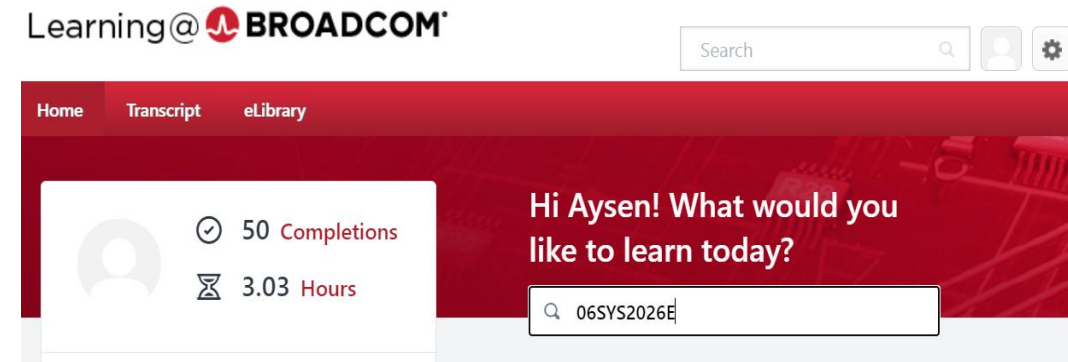 Learning@ BROADCOM®
Search
Home Transcript eLibrary
50 Completions
3.03 Hours
Hi Aysen! What would you
like to learn today?
06SYS2026E